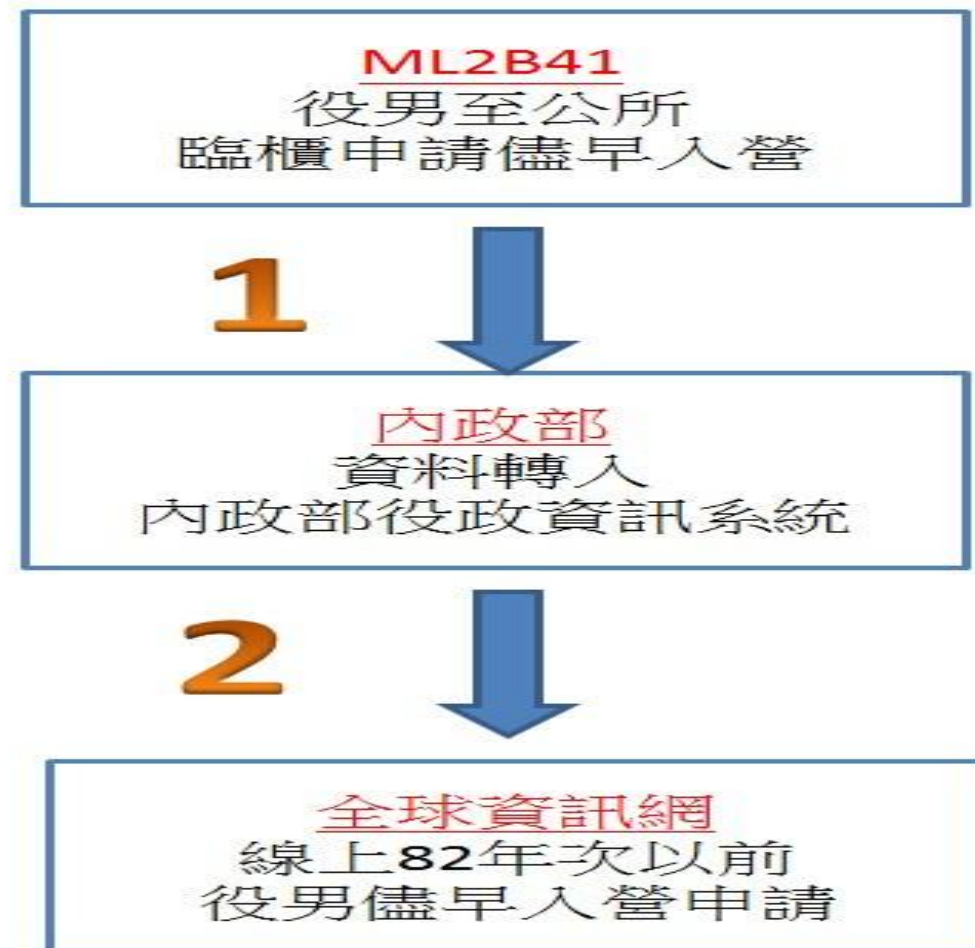 ML2B41
役男至公所
臨櫃申請儘早入營
1
內政部
資料轉入
內政部役政資訊系統
2
全球資訊網
線上82年次以前
役男儘早入營申請